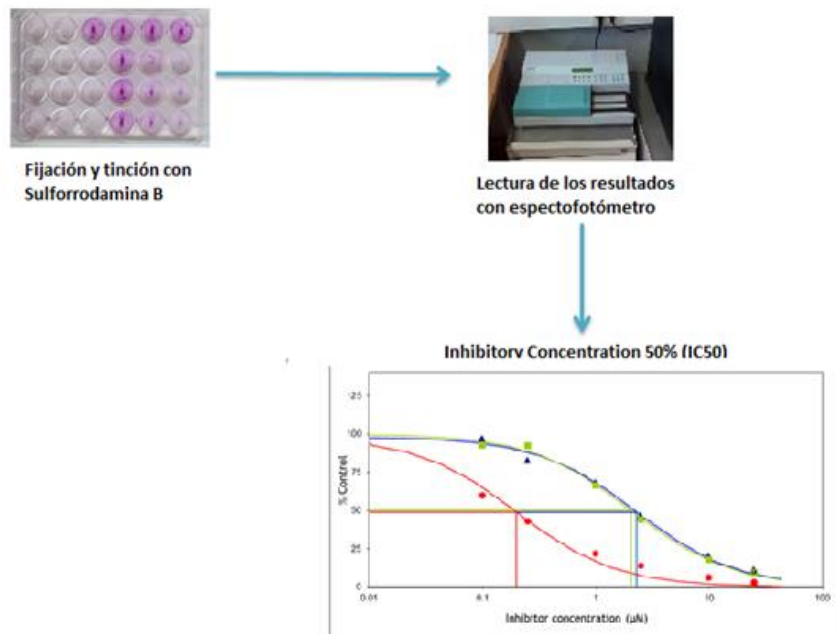 Fijación y tinción con
Sulforrodamina B
Lectura de los resultados
con espectofotómetro
Inhibitory Concentration 50% (IC50)
% Control
125
100
75
50
25
0
0.01 0.1 1 10 100
Inhibitor concentration (µN)